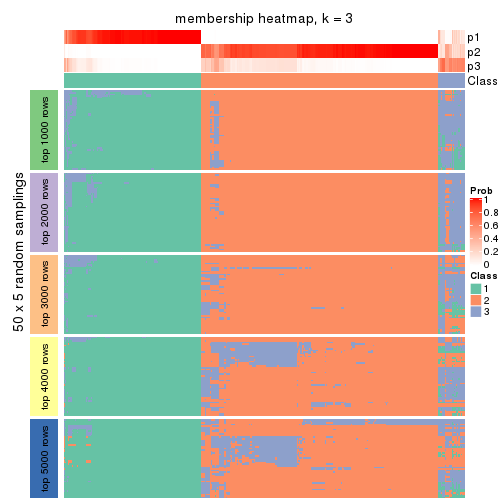 membership heatmap, k = 3
p1
p2
p3
Class
50 x 5 random samplings
top 1000 rows
top 2000 rows
top 3000 rows
top 4000 rows
top 5000 rows
Prob
1
0.8
0.6
0.4
0.2
0
Class
1
2
3